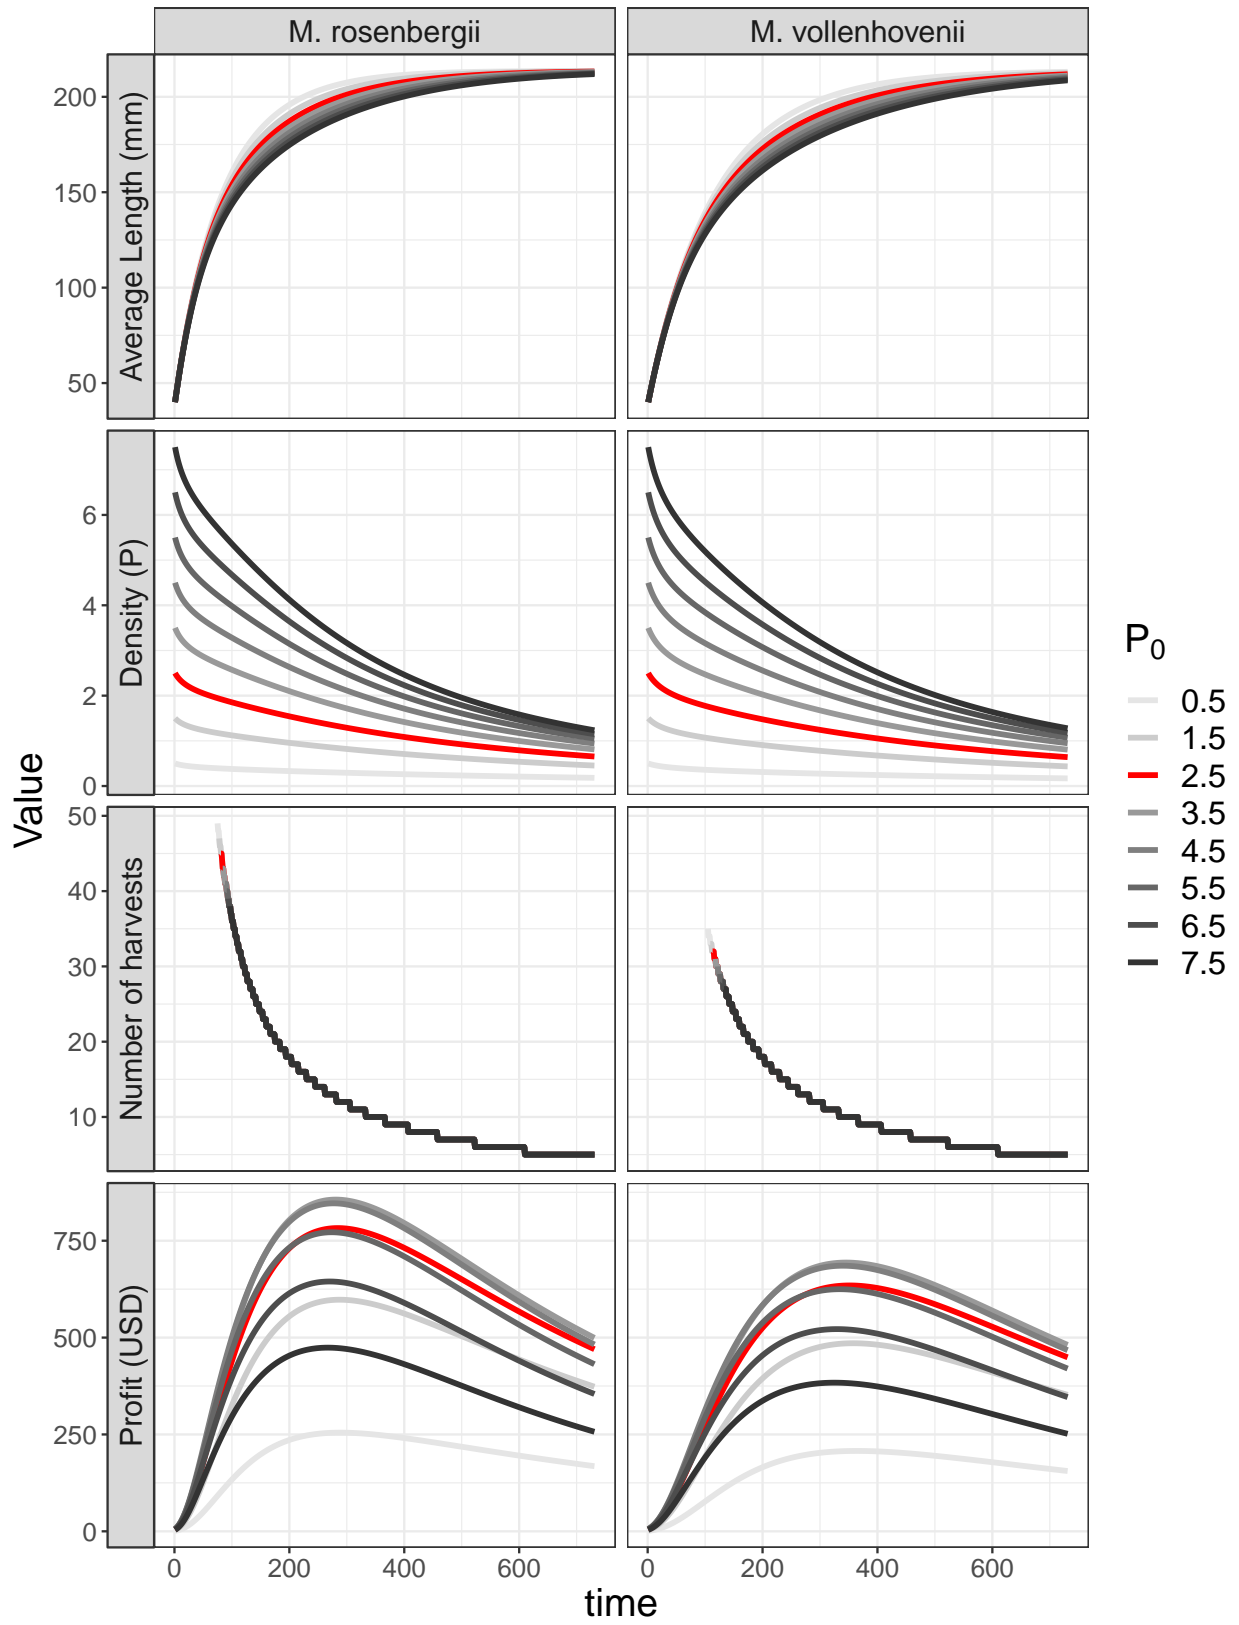 M. rosenbergii
M. vollenhovenii
Value
Average Length (mm)
200
150
100
50
Density (P)
6
4
2
0
Number of harvests
50
40
30
20
10
Profit (USD)
750
500
250
0
0 200 400 600
0 200 400 600
time
P₀
0.5
1.5
2.5
3.5
4.5
5.5
6.5
7.5